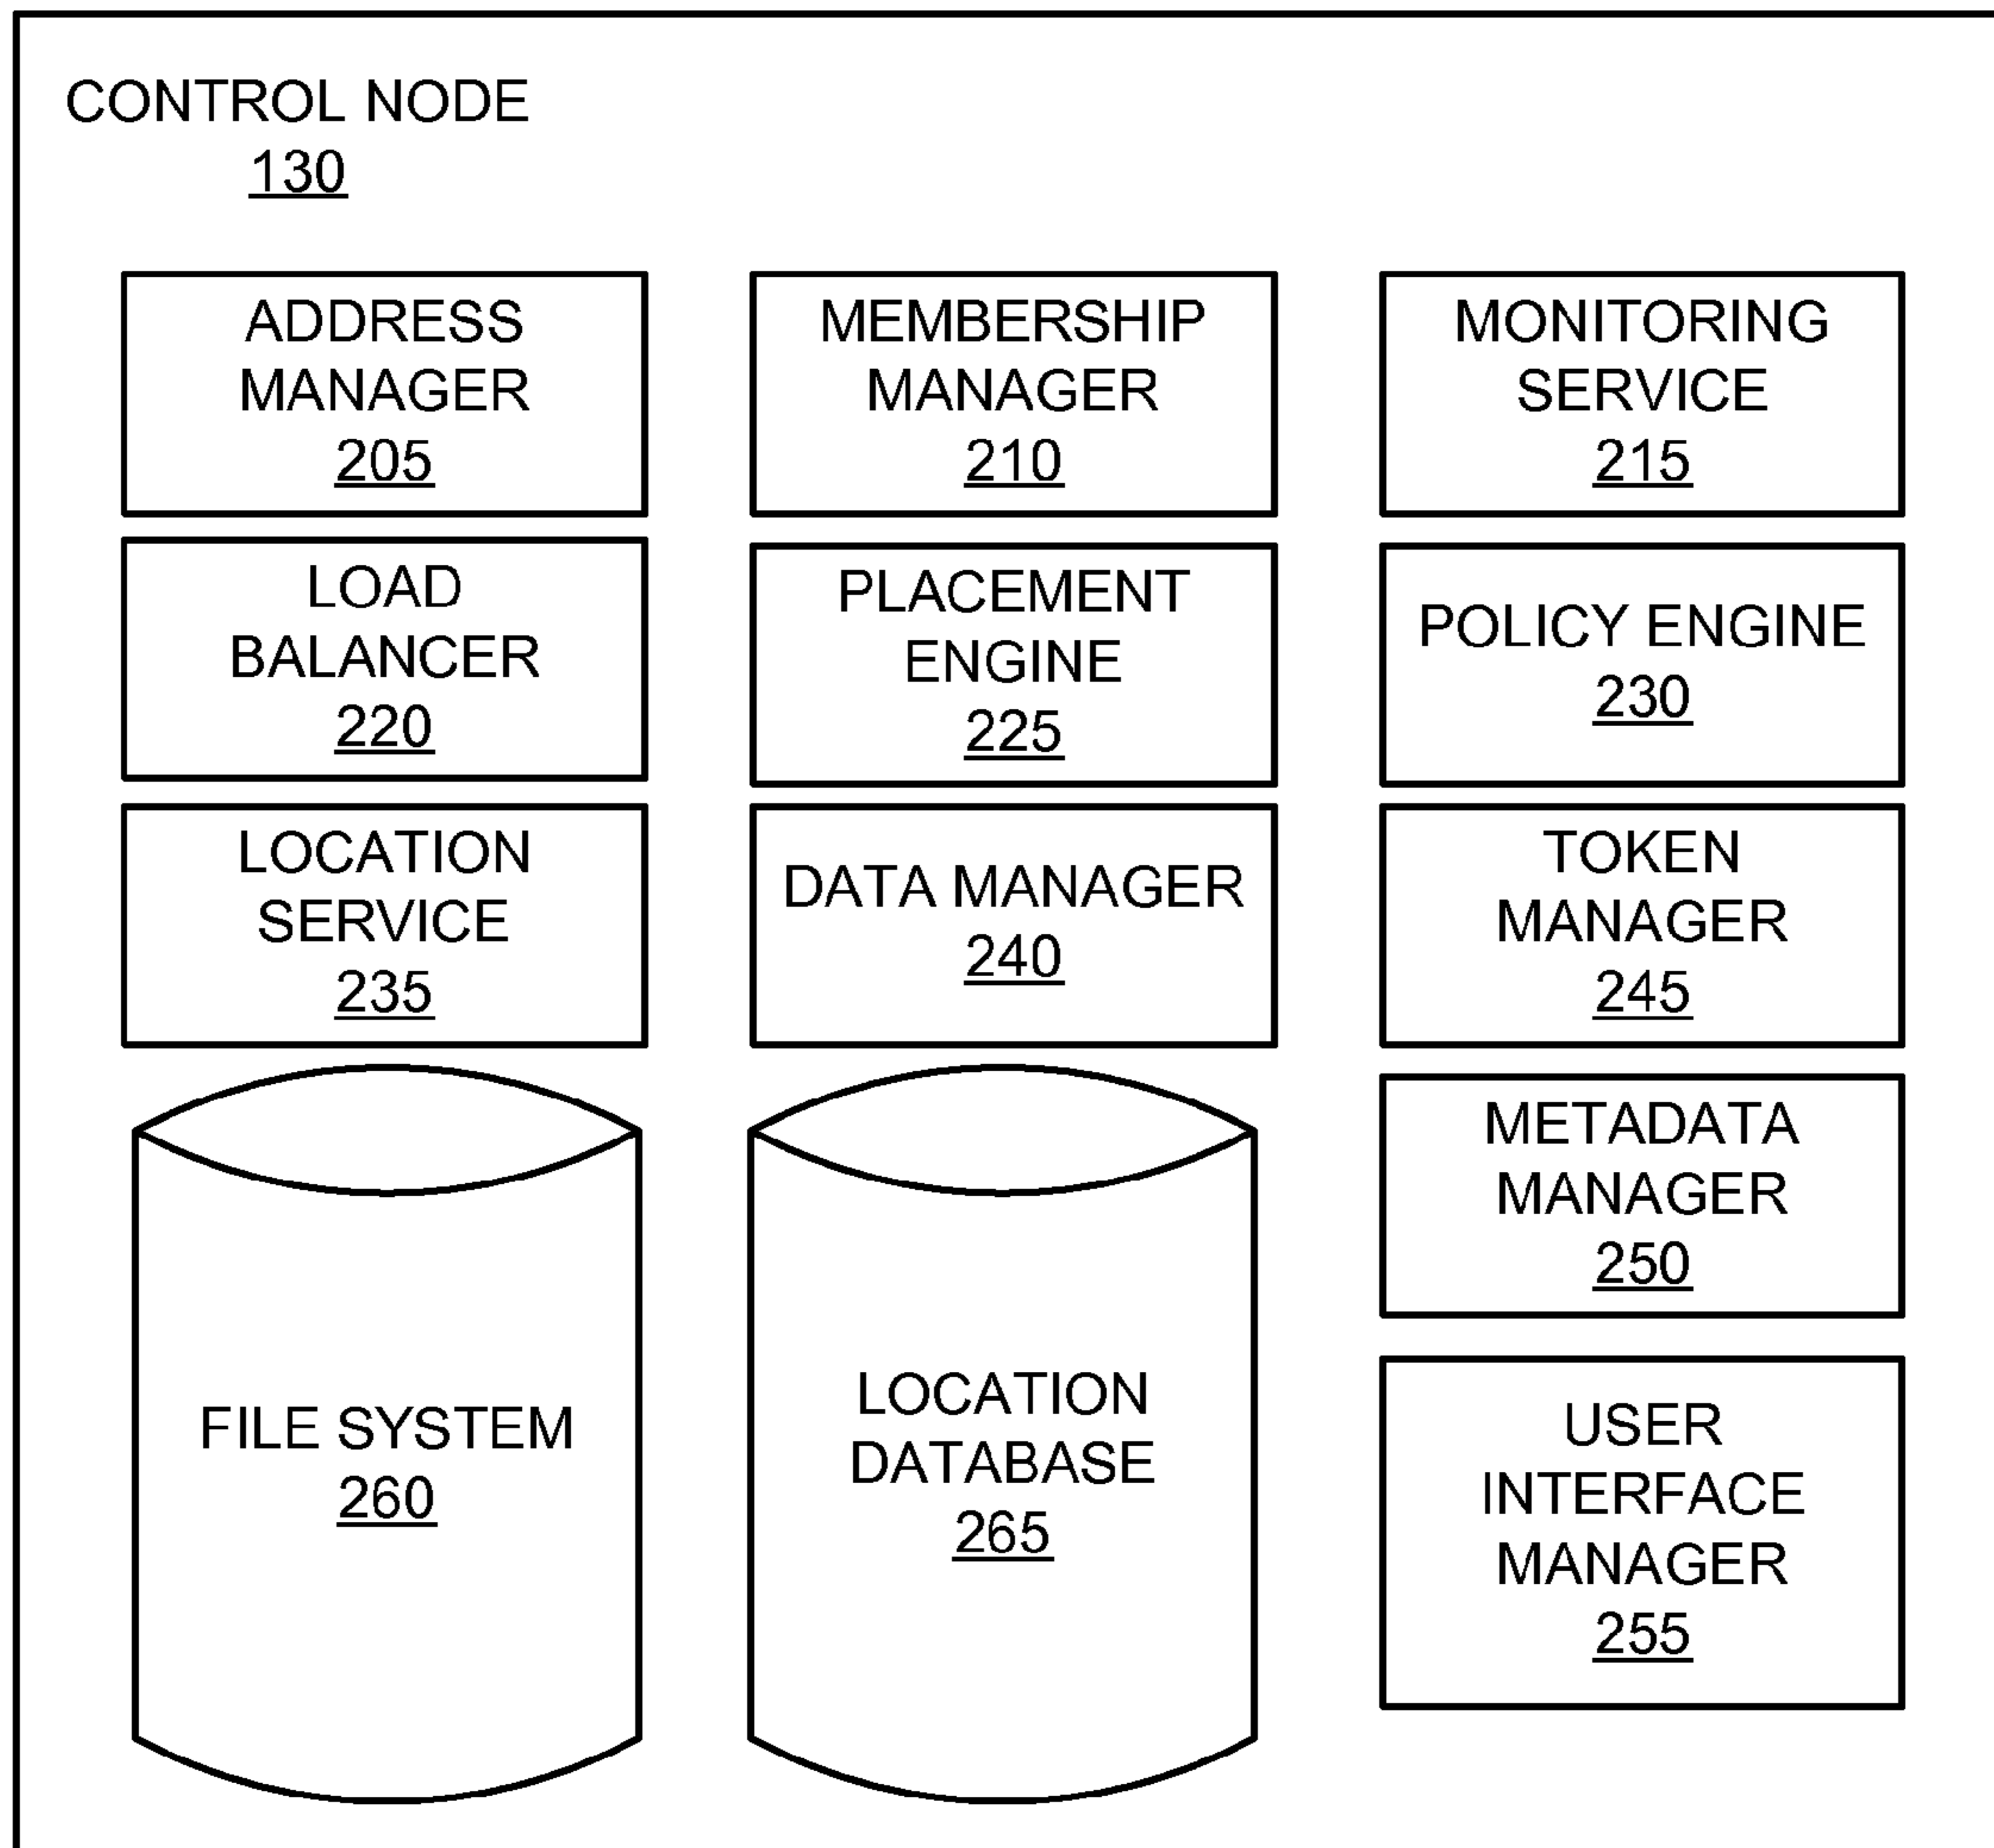 CONTROL NODE
130
ADDRESS
MANAGER
205
MEMBERSHIP
MANAGER
210
MONITORING
SERVICE
215
LOAD
BALANCER
220
PLACEMENT
ENGINE
225
POLICY ENGINE
230
LOCATION
SERVICE
235
DATA MANAGER
240
TOKEN
MANAGER
245
METADATA
MANAGER
250
FILE SYSTEM
260
LOCATION
DATABASE
265
USER
INTERFACE
MANAGER
255